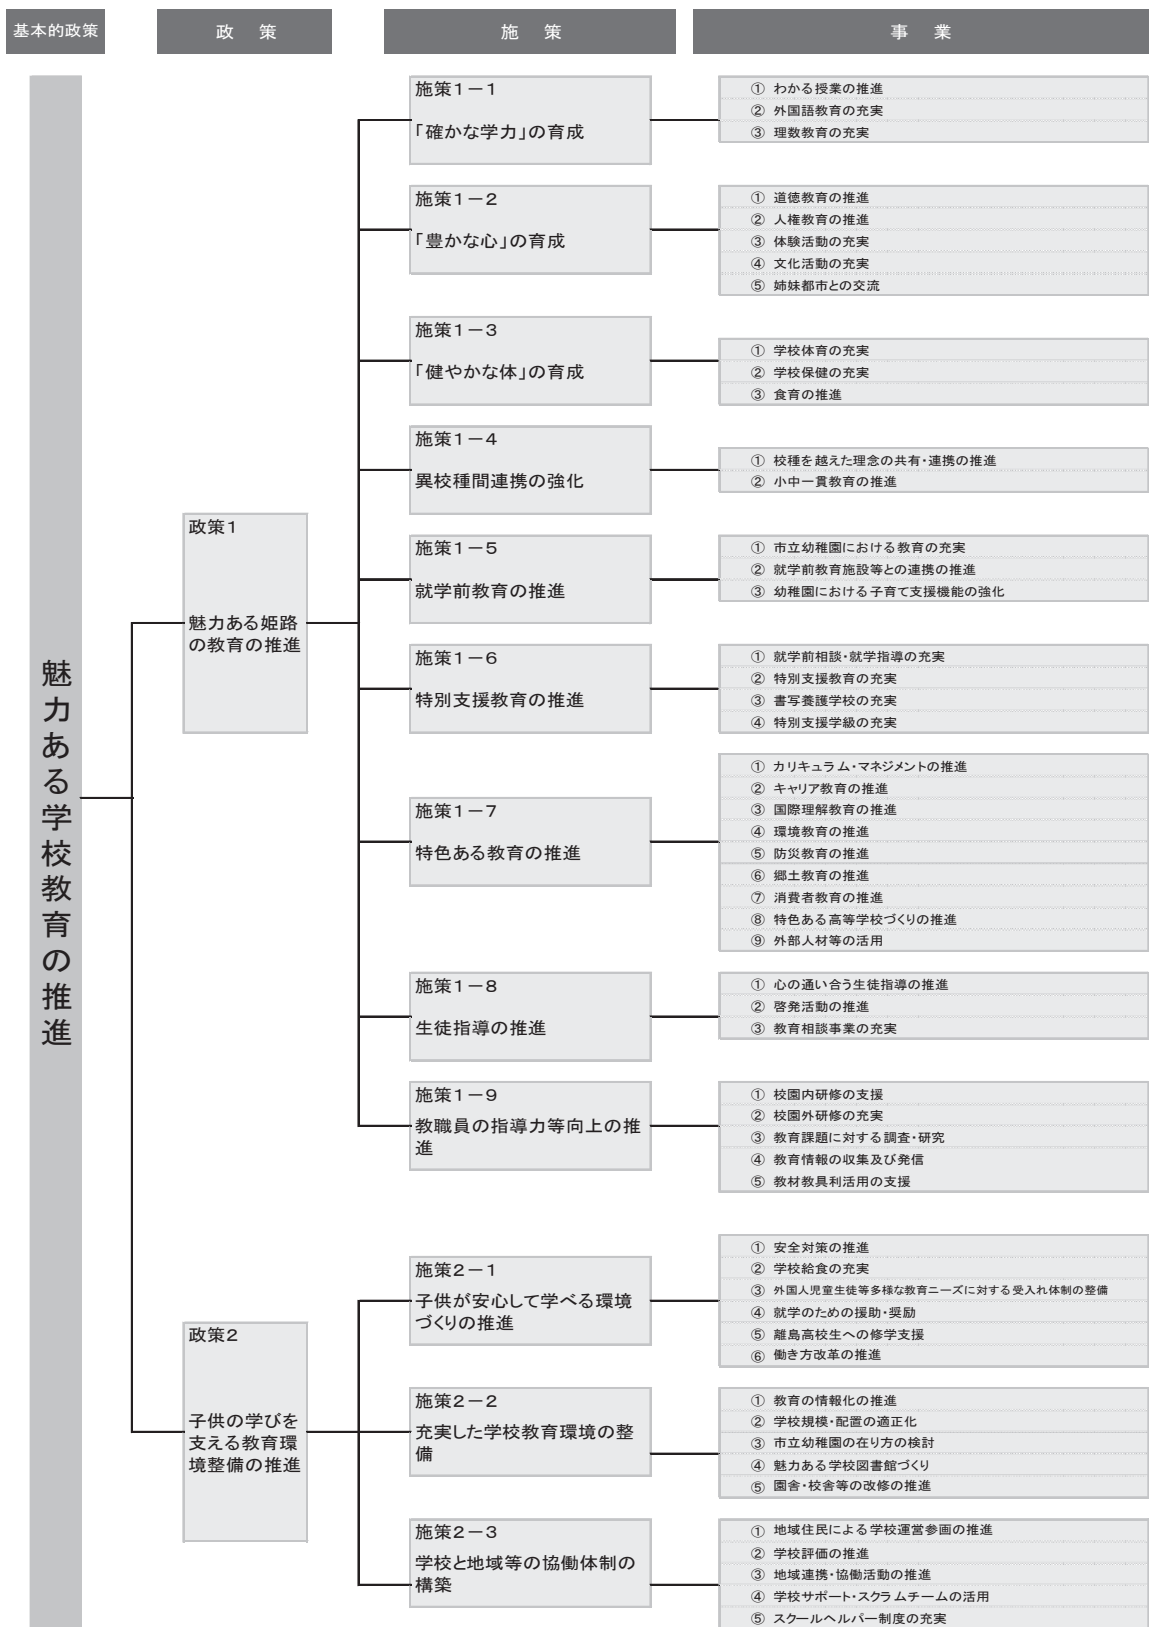 基本的政策
政　策
施　策
事　業
魅力ある学校教育の推進
政策1
魅力ある姫路
の教育の推進
施策1－1
「確かな学力」の育成
① わかる授業の推進
② 外国語教育の充実
③ 理数教育の充実
施策1－2
「豊かな心」の育成
① 道徳教育の推進
② 人権教育の推進
③ 体験活動の充実
④ 文化活動の充実
⑤ 姉妹都市との交流
施策1－3
「健やかな体」の育成
① 学校体育の充実
② 学校保健の充実
③ 食育の推進
施策1－4
異校種間連携の強化
① 校種を越えた理念の共有・連携の推進
② 小中一貫教育の推進
施策1－5
就学前教育の推進
① 市立幼稚園における教育の充実
② 就学前教育施設等との連携の推進
③ 幼稚園における子育て支援機能の強化
施策1－6
特別支援教育の推進
① 就学前相談・就学指導の充実
② 特別支援教育の充実
③ 書写養護学校の充実
④ 特別支援学級の充実
施策1－7
特色ある教育の推進
① カリキュラム・マネジメントの推進
② キャリア教育の推進
③ 国際理解教育の推進
④ 環境教育の推進
⑤ 防災教育の推進
⑥ 郷土教育の推進
⑦ 消費者教育の推進
⑧ 特色ある高等学校づくりの推進
⑨ 外部人材等の活用
施策1－8
生徒指導の推進
① 心の通い合う生徒指導の推進
② 啓発活動の推進
③ 教育相談事業の充実
施策1－9
教職員の指導力等向上の推
進
① 校園内研修の支援
② 校園外研修の充実
③ 教育課題に対する調査・研究
④ 教育情報の収集及び発信
⑤ 教材教具利活用の支援
政策2
子供の学びを
支える教育環
境整備の推進
施策2－1
子供が安心して学べる環境
づくりの推進
① 安全対策の推進
② 学校給食の充実
③ 外国人児童生徒等多様な教育ニーズに対する受入れ体制の整備
④ 就学のための援助・奨励
⑤ 離島高校生への修学支援
⑥ 働き方改革の推進
施策2－2
充実した学校教育環境の整
備
① 教育の情報化の推進
② 学校規模・配置の適正化
③ 市立幼稚園の在り方の検討
④ 魅力ある学校図書館づくり
⑤ 園舎・校舎等の改修の推進
施策2－3
学校と地域等の協働体制の
構築
① 地域住民による学校運営参画の推進
② 学校評価の推進
③ 地域連携・協働活動の推進
④ 学校サポート・スクラムチームの活用
⑤ スクールヘルパー制度の充実